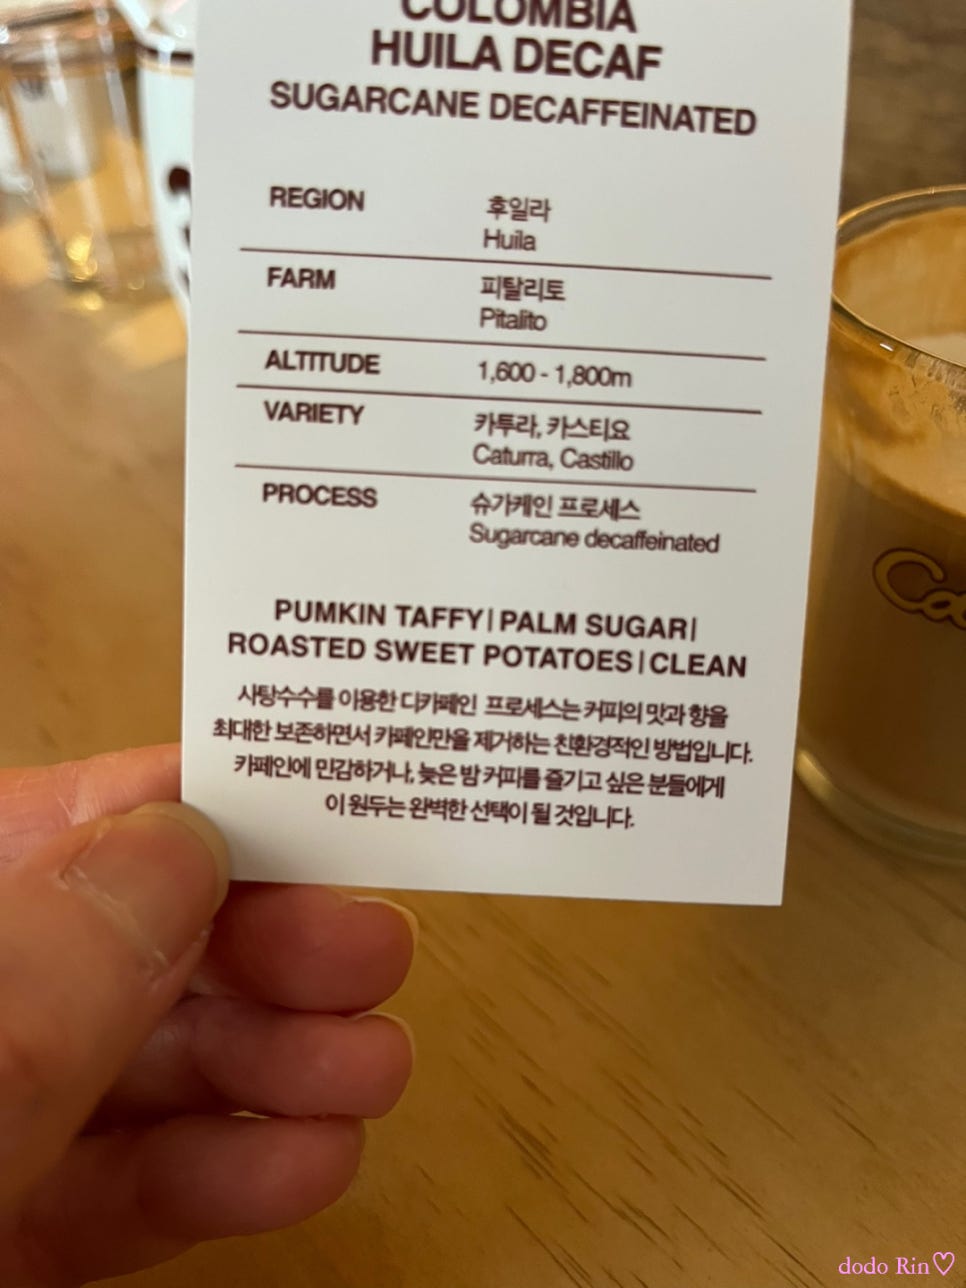 COLOMBIA
HUILA DECAF
SUGARCANE DECAFFEINATED
REGION
후일라
Huila
FARM
피탈리토
Pitalito
ALTITUDE
1,600 - 1,800m
VARIETY
카투라, 카스티요
Caturra, Castillo
PROCESS
슈가케인 프로세스
Sugarcane decaffeinated
PUMKIN TAFFY | PALM SUGAR |
ROASTED SWEET POTATOES | CLEAN
사탕수수를 이용한 디카페인 프로세스는 커피의 맛과 향을
최대한 보존하면서 카페인만을 제거하는 친환경적인 방법입니다.
카페인에 민감하거나, 늦은 밤 커피를 즐기고 싶은 분들에게
이 원두는 완벽한 선택이 될 것입니다.
dodo Rin♡